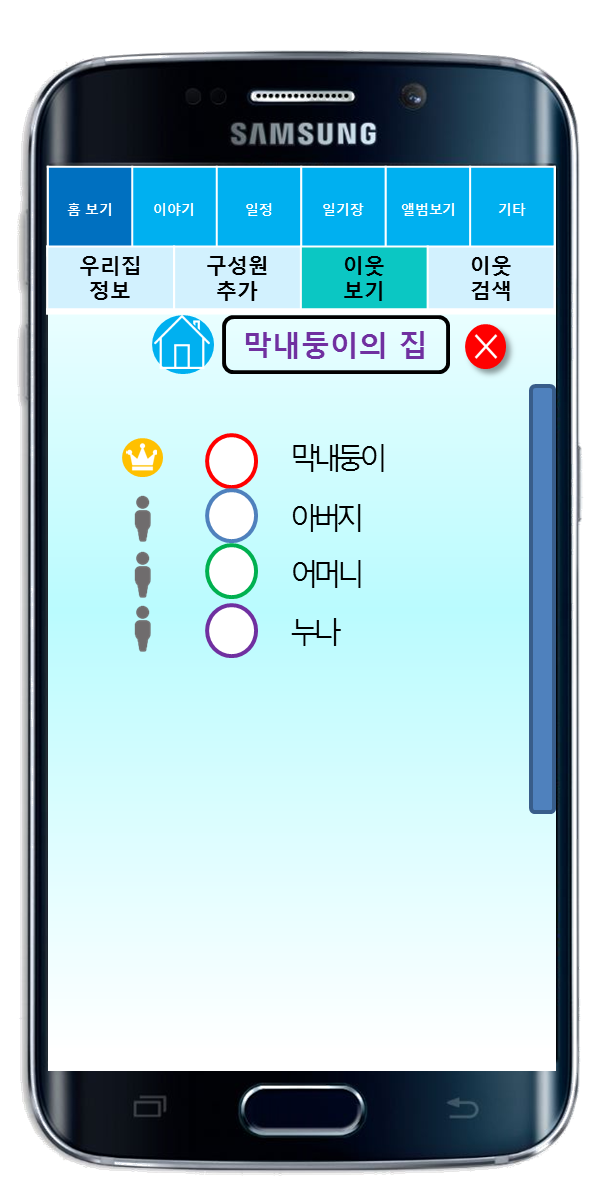 SAMSUNG
홈 보기 이야기 일정 일기장 앨범보기 기타
우리집 구성원 이웃 이웃
정보 추가 보기 검색
막내둥이의 집
막내둥이
아버지
어머니
누나